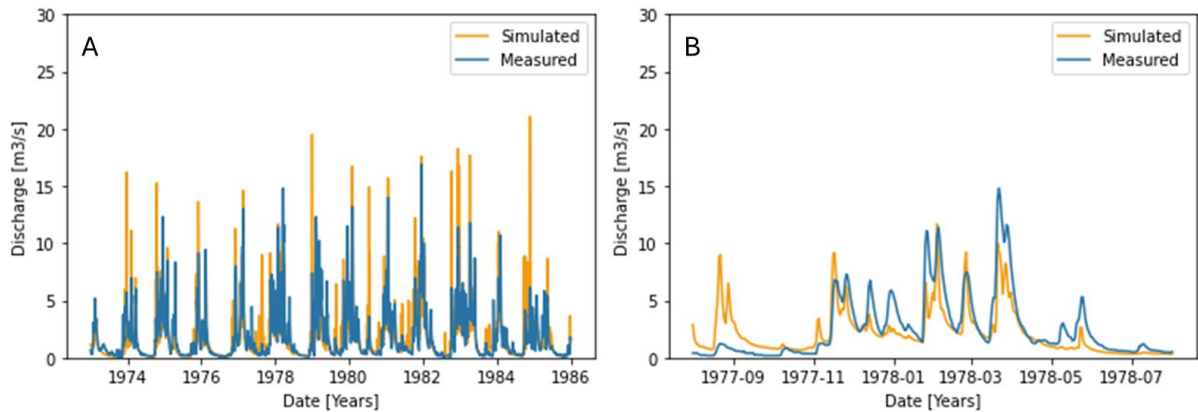 A
Simulated
Measured
Discharge [m3/s]
30
25
20
15
10
5
0
1974 1976 1978 1980 1982 1984 1986
Date [Years]
B
Simulated
Measured
Discharge [m3/s]
30
25
20
15
10
5
0
1977-09 1977-11 1978-01 1978-03 1978-05 1978-07
Date [Years]